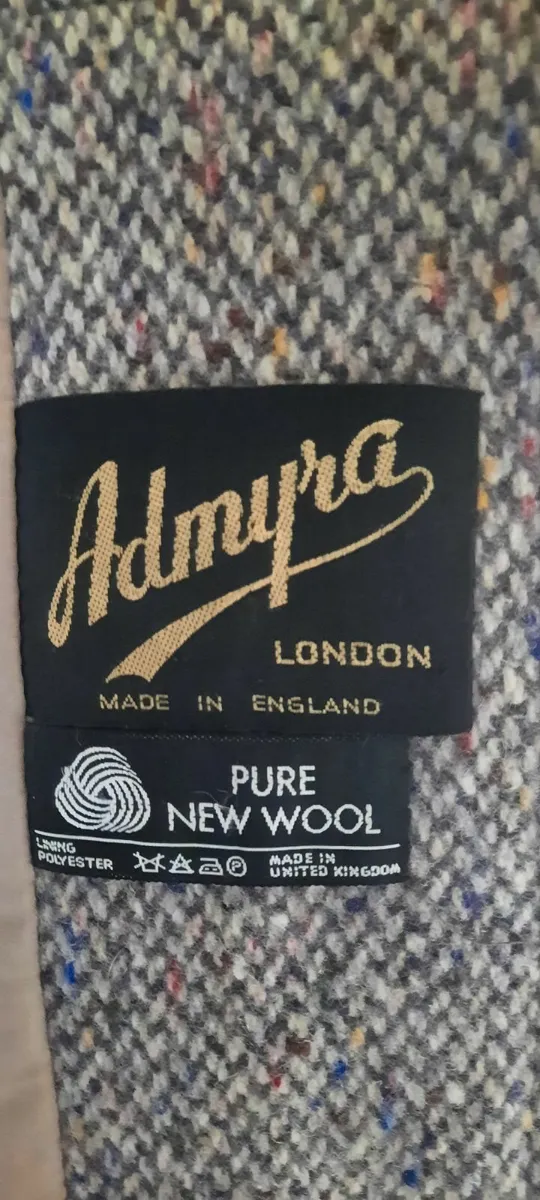 Admyra
LONDON
MADE IN ENGLAND
PURE
NEW WOOL
LINING
POLYESTER
P
MADE IN
UNITED KINGDOM